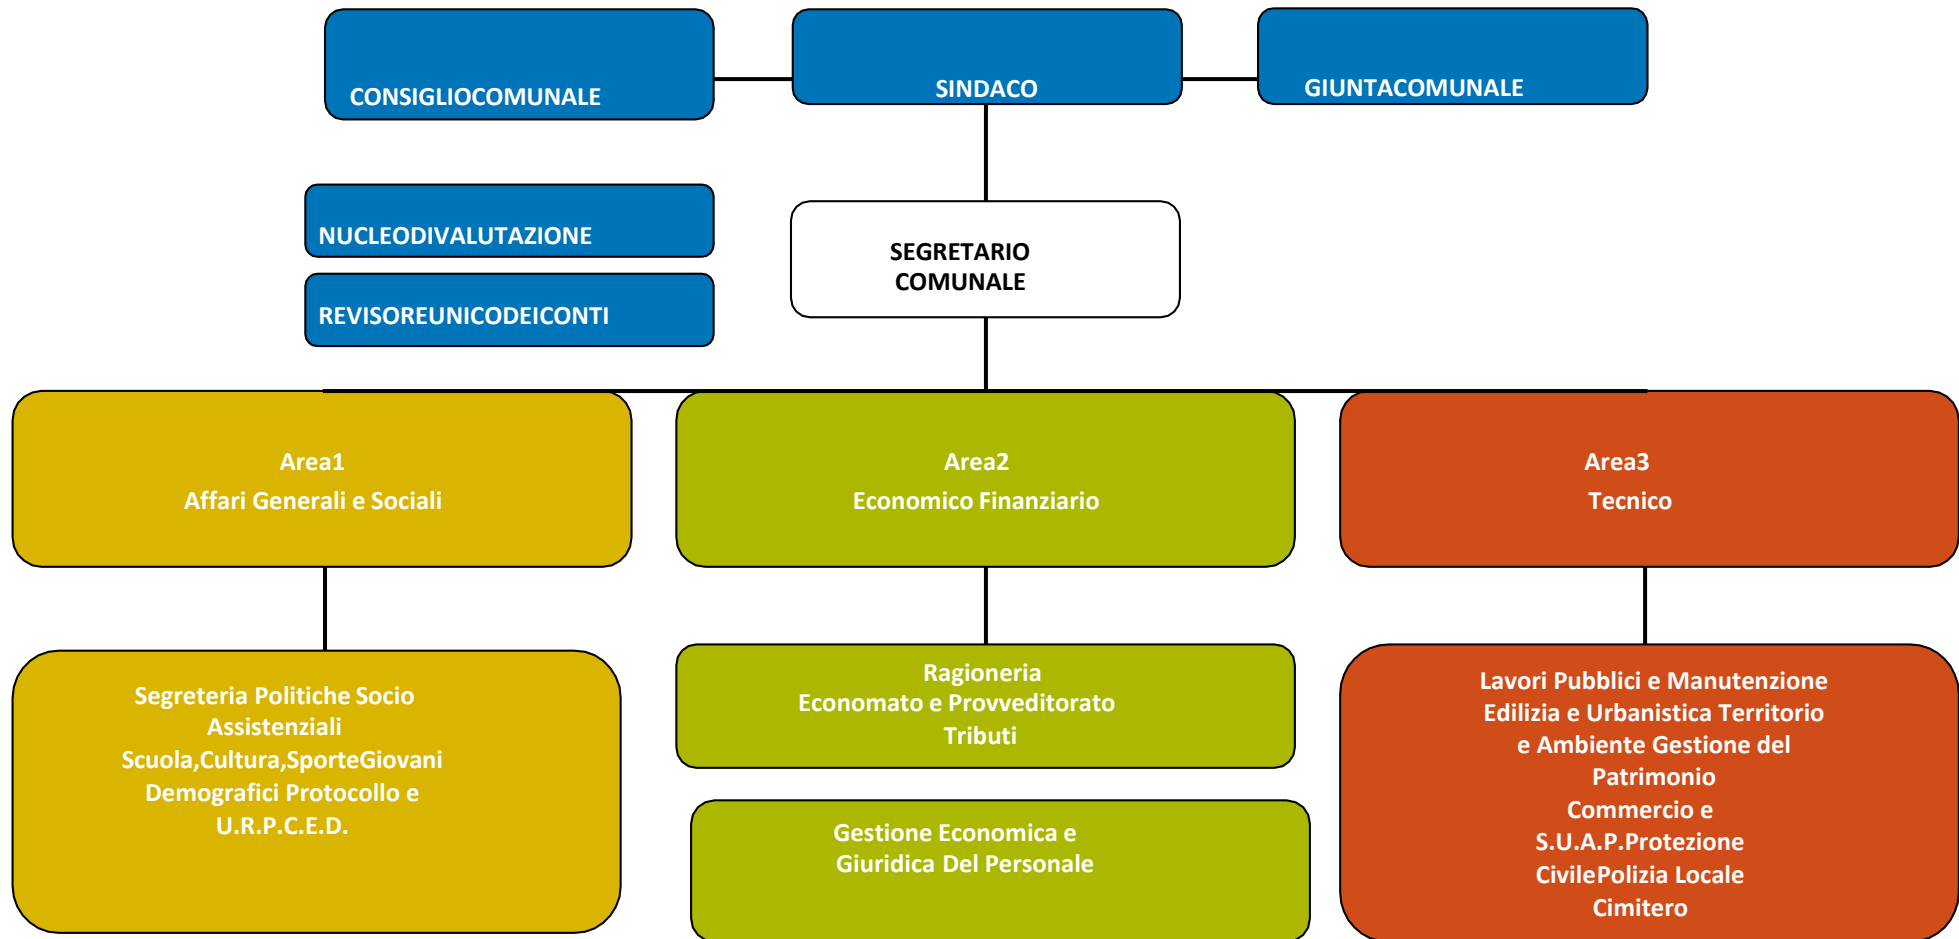 CONSIGLIOCOMUNALE
SINDACO
GIUNTACOMUNALE
NUCLEODIVALUTAZIONE
REVISOREUNICODEICONTI
SEGRETARIO
COMUNALE
Area1
Affari Generali e Sociali
Area2
Economico Finanziario
Area3
Tecnico
Segreteria Politiche Socio
Assistenziali
Scuola,Cultura,SporteGiovani
Demografici Protocollo e
U.R.P.C.E.D.
Ragioneria
Economato e Provveditorato
Tributi
Gestione Economica e
Giuridica Del Personale
Lavori Pubblici e Manutenzione
Edilizia e Urbanistica Territorio
e Ambiente Gestione del
Patrimonio
Commercio e
S.U.A.P.Protezione
CivilePolizia Locale
Cimitero